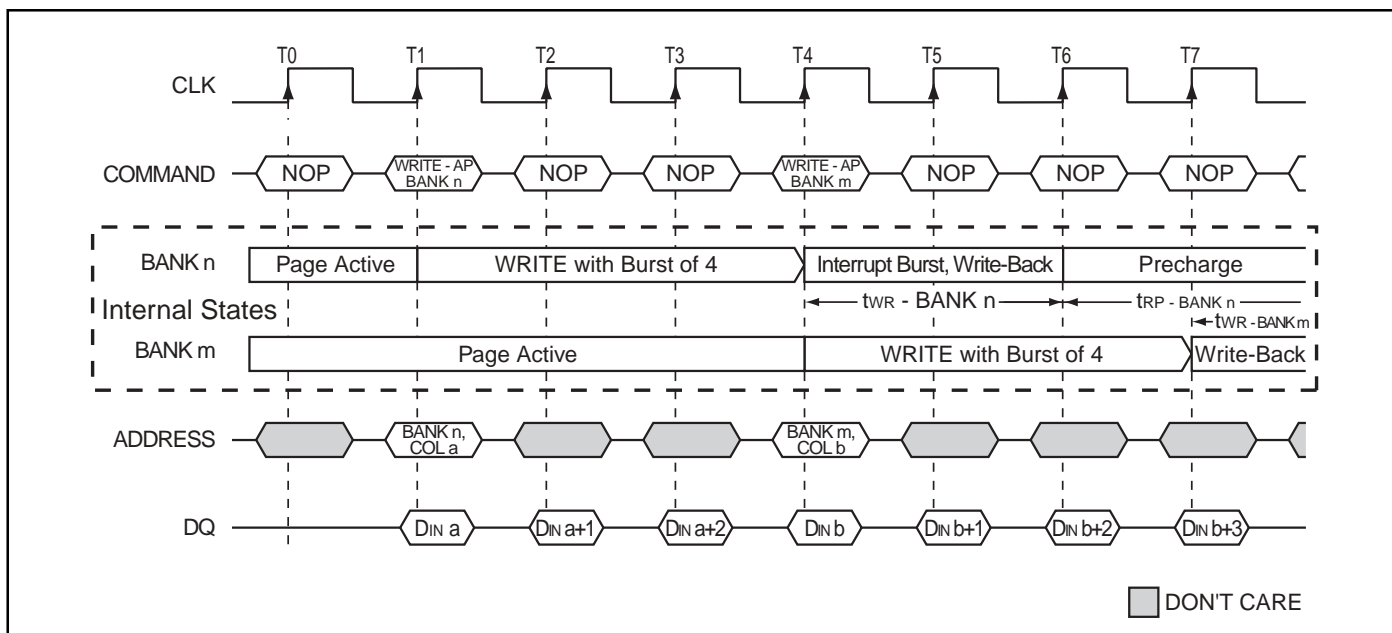 T0 T1 T2 T3 T4 T5 T6 T7
CLK
COMMAND NOP WRITE - AP BANK n NOP NOP WRITE - AP BANK m NOP NOP NOP
BANK n Page Active WRITE with Burst of 4 Interrupt Burst, Write-Back Precharge
tWR - BANK n tRP - BANK n
Internal States
tWR - BANK m
BANK m Page Active WRITE with Burst of 4 Write-Back
ADDRESS BANK n, COL a BANK m, COL b
DQ DIN a DIN a+1 DIN a+2 DIN b DIN b+1 DIN b+2 DIN b+3
DON'T CARE